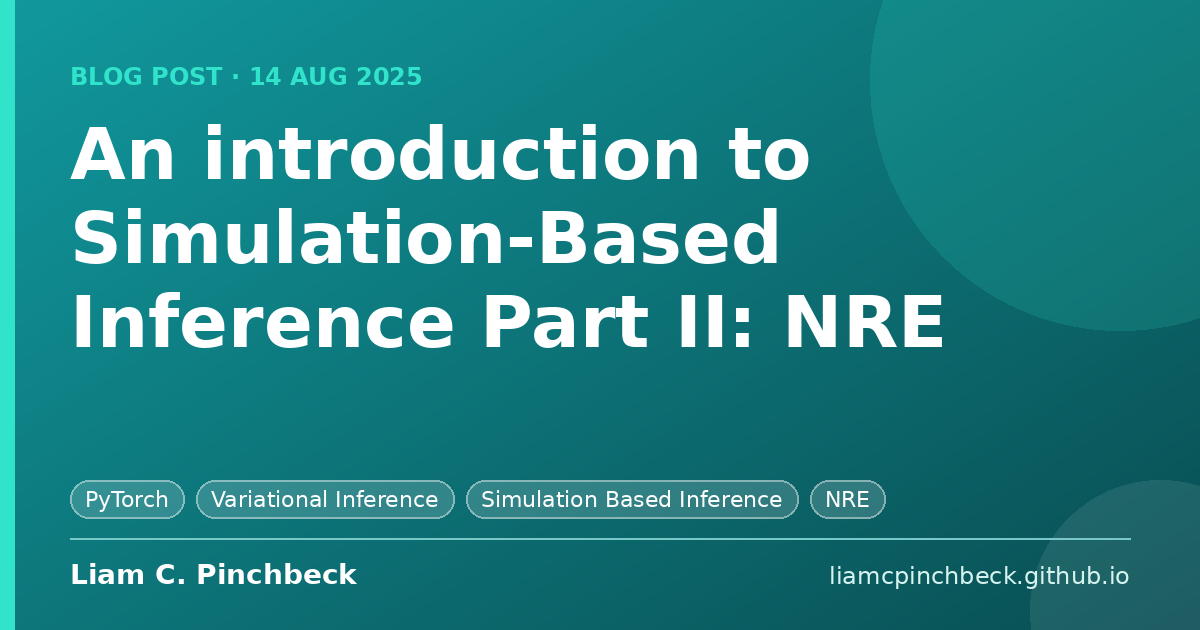 BLOG POST · 14 AUG 2025
An introduction to
Simulation-Based
Inference Part II: NRE
PyTorch
Variational Inference
Simulation Based Inference
NRE
Liam C. Pinchbeck
liamcpinchbeck.github.io